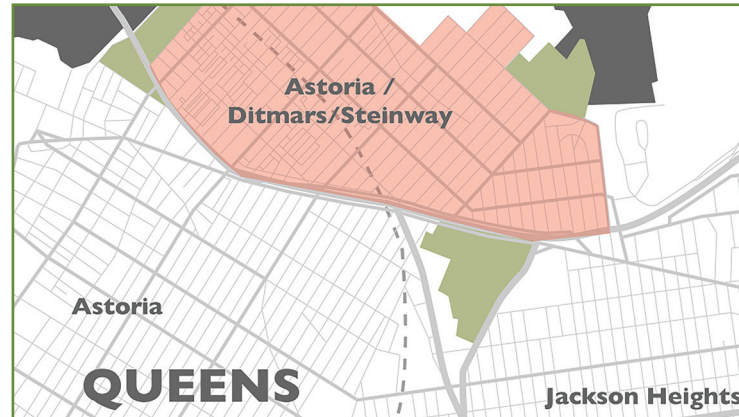 Astoria /
Ditmars/Steinway
Astoria
QUEENS
Jackson Heights